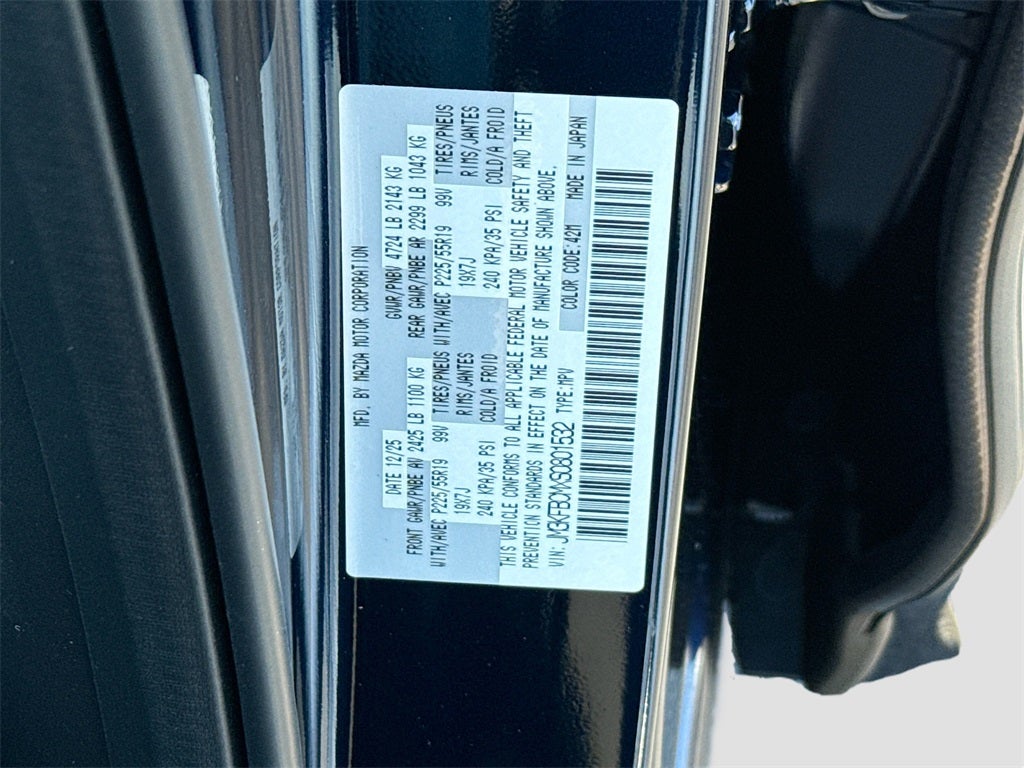 MFD. BY MAZDA MOTOR CORPORATION
DATE 12/25 GVWR/PNBV 4724 LB 2143 KG
FRONT GAWR/PNBE AV 2425 LB 1100 KG REAR GAWR/PNBE AR 2299 LB 1043 KG
WITH/AVEC P225/55R19 99V TIRES/PNEUS WITH/AVEC P225/55R19 99V TIRES/PNEUS
19X7J RIMS/JANTES 19X7J RIMS/JANTES
240 KPA/35 PSI COLD/A FROID 240 KPA/35 PSI COLD/A FROID
THIS VEHICLE CONFORMS TO ALL APPLICABLE FEDERAL MOTOR VEHICLE SAFETY AND THEFT
PREVENTION STANDARDS IN EFFECT ON THE DATE OF MANUFACTURE SHOWN ABOVE.
VIN: JM3KFBCMXS0801532 TYPE:MPV COLOR CODE:42M MADE IN JAPAN